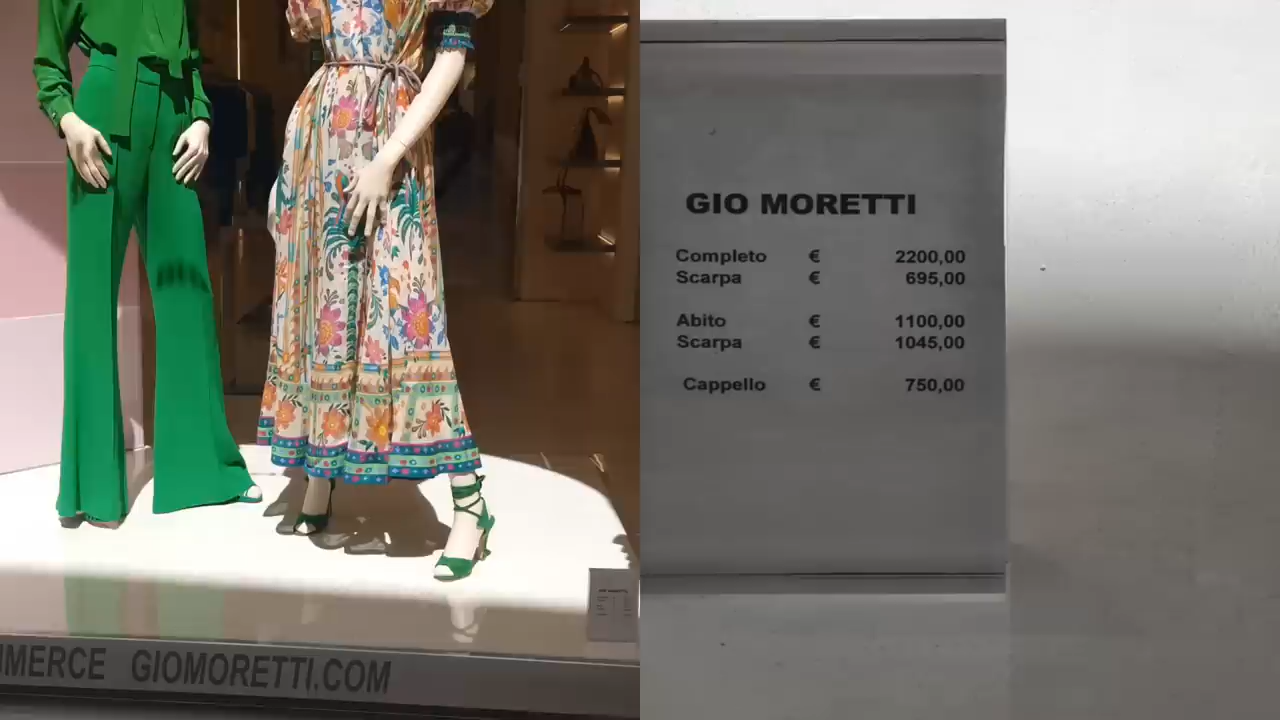 MMERCE GIOMORETTI.COM
GIO MORETTI
Completo € 2200,00
Scarpa € 695,00
Abito € 1100,00
Scarpa € 1045,00
Cappello € 750,00